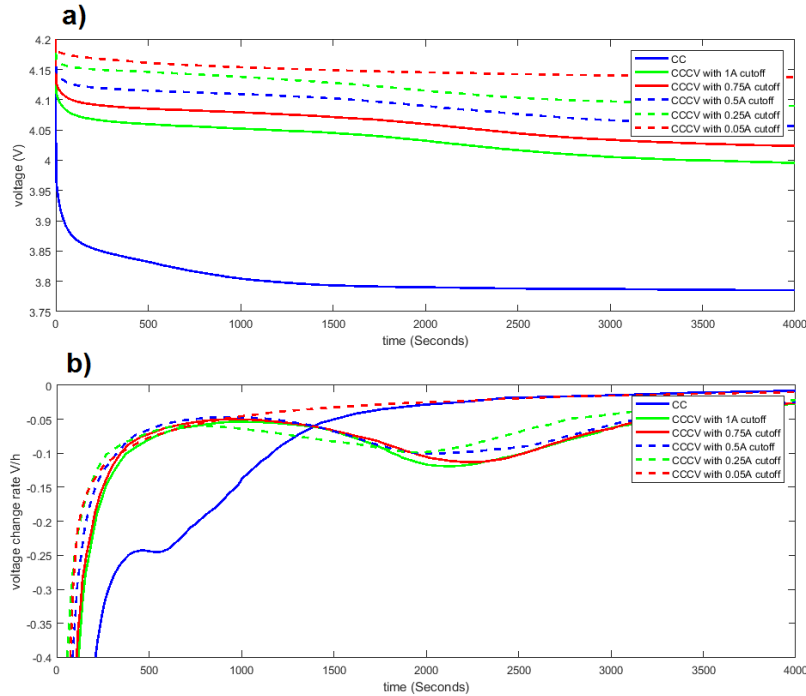 a)
4.2
4.15
4.1
4.05
4
3.95
3.9
3.85
3.8
3.75
voltage (V)
CC
CCCV with 1A cutoff
CCCV with 0.75A cutoff
CCCV with 0.5A cutoff
CCCV with 0.25A cutoff
CCCV with 0.05A cutoff
0 500 1000 1500 2000 2500 3000 3500 4000
time (Seconds)
b)
0
-0.05
-0.1
-0.15
-0.2
-0.25
-0.3
-0.35
-0.4
voltage change rate V/h
CC
CCCV with 1A cutoff
CCCV with 0.75A cutoff
CCCV with 0.5A cutoff
CCCV with 0.25A cutoff
CCCV with 0.05A cutoff
0 500 1000 1500 2000 2500 3000 3500 4000
time (Seconds)